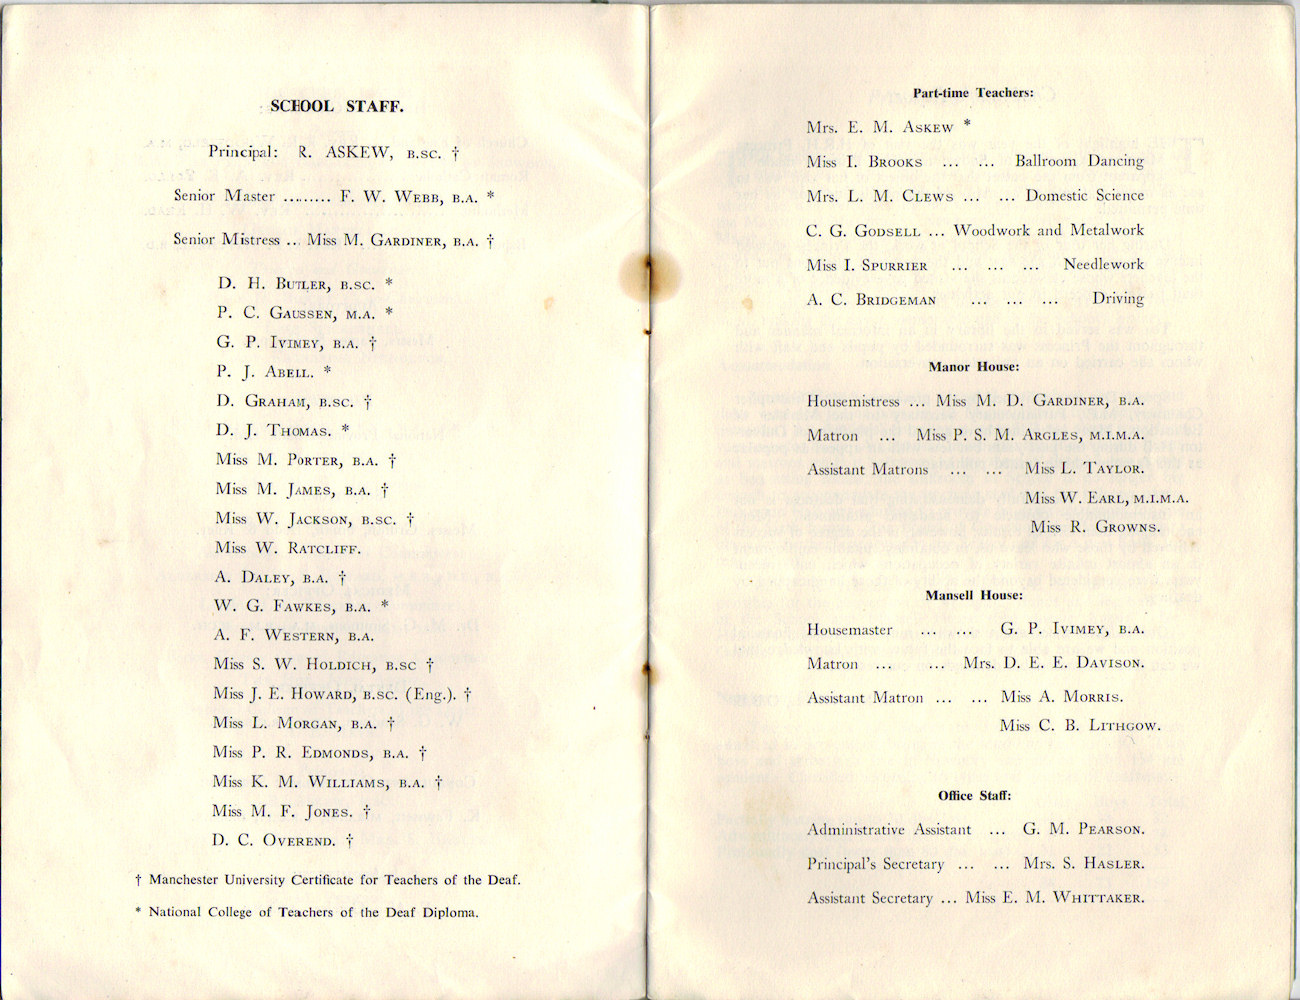 SCHOOL STAFF.
Principal: R. ASKEW, B.SC. †
Senior Master ......... F. W. WEBB, B.A. *
Senior Mistress ... Miss M. GARDINER, B.A. †
D. H. BUTLER, B.SC. *
P. C. GAUSSEN, M.A. *
G. P. IVIMEY, B.A. †
P. J. ABELL. *
D. GRAHAM, B.SC. †
D. J. THOMAS. *
Miss M. PORTER, B.A. †
Miss M. JAMES, B.A. †
Miss W. JACKSON, B.SC. †
Miss W. RATCLIFF.
A. DALEY, B.A. †
W. G. FAWKES, B.A. *
A. F. WESTERN, B.A.
Miss S. W. HOLDICH, B.SC †
Miss J. E. HOWARD, B.SC. (Eng.). †
Miss L. MORGAN, B.A. †
Miss P. R. EDMONDS, B.A. †
Miss K. M. WILLIAMS, B.A. †
Miss M. F. JONES. †
D. C. OVEREND. †
† Manchester University Certificate for Teachers of the Deaf.
* National College of Teachers of the Deaf Diploma.
Part-time Teachers:
Mrs. E. M. ASKEW *
Miss I. BROOKS ... ... Ballroom Dancing
Mrs. L. M. CLEWS ... ... Domestic Science
C. G. GODSELL ... Woodwork and Metalwork
Miss I. SPURRIER ... ... ... Needlework
A. C. BRIDGEMAN ... ... ... Driving
Manor House:
Housemistress ... Miss M. D. GARDINER, B.A.
Matron ... Miss P. S. M. ARGLES, M.I.M.A.
Assistant Matrons ... ... Miss L. TAYLOR.
Miss W. EARL, M.I.M.A.
Miss R. GROWNS.
Mansell House:
Housemaster ... ... G. P. IVIMEY, B.A.
Matron ... ... Mrs. D. E. E. DAVISON.
Assistant Matron ... ... Miss A. MORRIS.
Miss C. B. LITHGOW.
Office Staff:
Administrative Assistant ... G. M. PEARSON.
Principal's Secretary ... ... Mrs. S. HASLER.
Assistant Secretary ... Miss E. M. WHITTAKER.